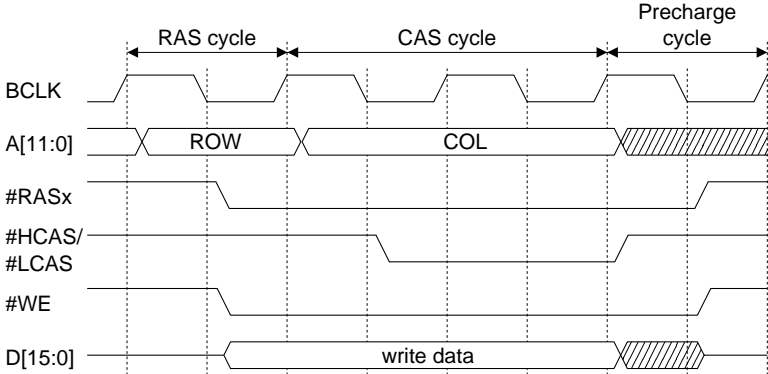 RAS cycle
CAS cycle
Precharge
cycle
BCLK
A[11:0]
ROW
COL
#RASx
#HCAS/
#LCAS
#WE
D[15:0]
write data